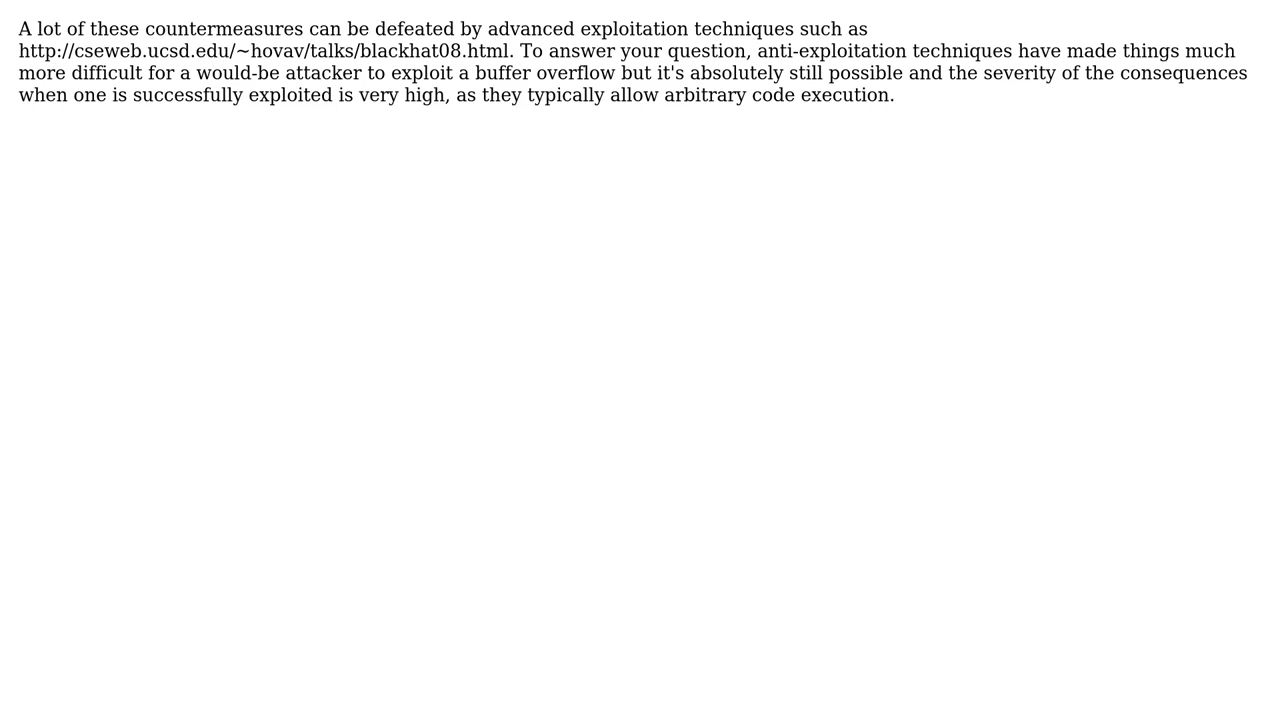 A lot of these countermeasures can be defeated by advanced exploitation techniques such as
http://cseweb.ucsd.edu/~hovav/talks/blackhat08.html. To answer your question, anti-exploitation techniques have made things much
more difficult for a would-be attacker to exploit a buffer overflow but it's absolutely still possible and the severity of the consequences
when one is successfully exploited is very high, as they typically allow arbitrary code execution.